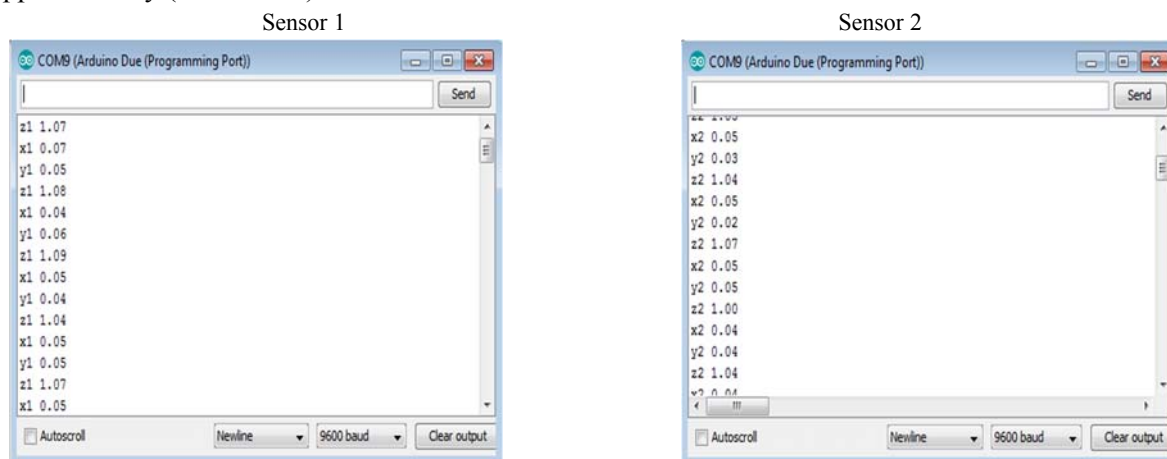 Sensor 1
COM9 (Arduino Due (Programming Port))
Send
z1 1.07
x1 0.07
y1 0.05
z1 1.08
x1 0.04
y1 0.06
z1 1.09
x1 0.05
y1 0.04
z1 1.04
x1 0.05
y1 0.05
z1 1.07
x1 0.05
Autoscroll
Newline
9600 baud
Clear output
Sensor 2
COM9 (Arduino Due (Programming Port))
Send
x2 0.05
y2 0.03
z2 1.04
x2 0.05
y2 0.02
z2 1.07
x2 0.05
y2 0.05
z2 1.00
x2 0.04
y2 0.04
z2 1.04
Autoscroll
Newline
9600 baud
Clear output